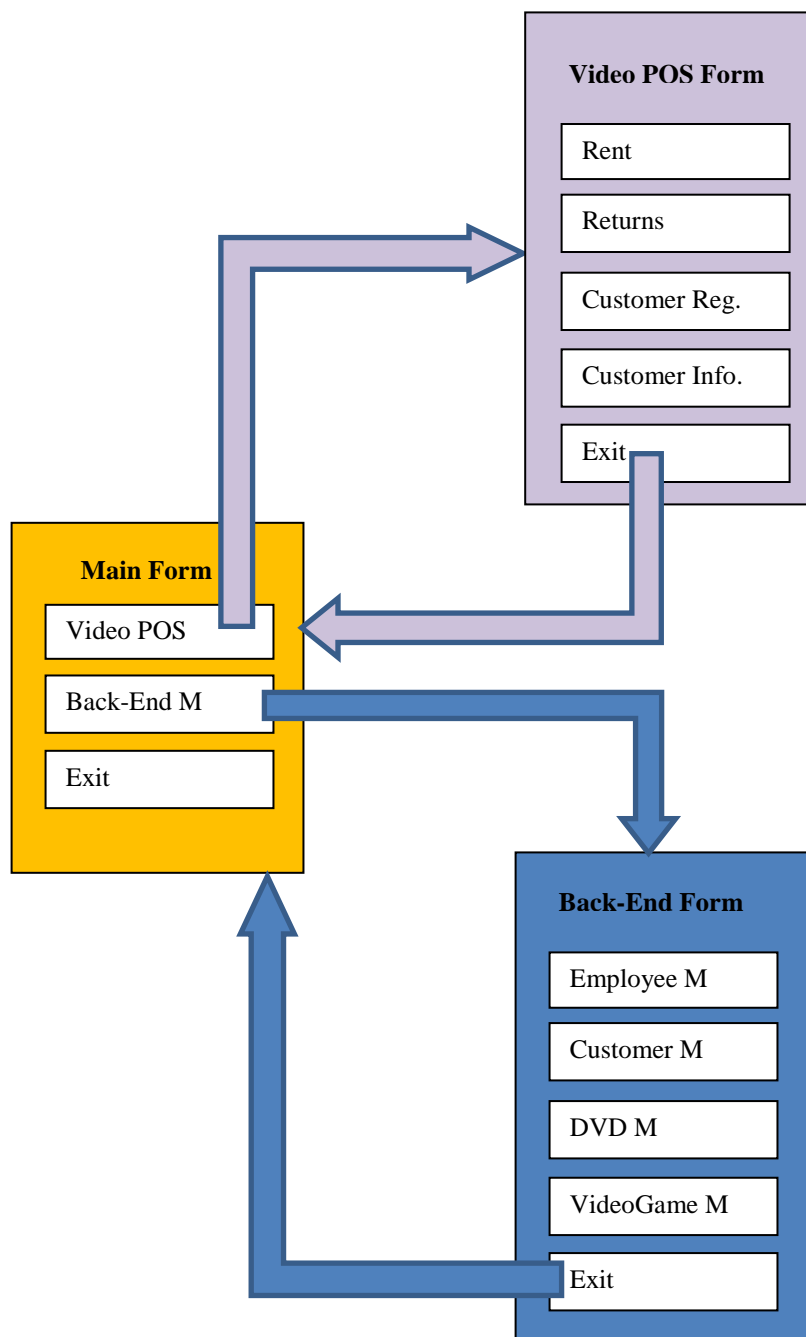 Video POS Form
Rent
Returns
Customer Reg.
Customer Info.
Exit
Main Form
Video POS
Back-End M
Exit
Back-End Form
Employee M
Customer M
DVD M
VideoGame M
Exit